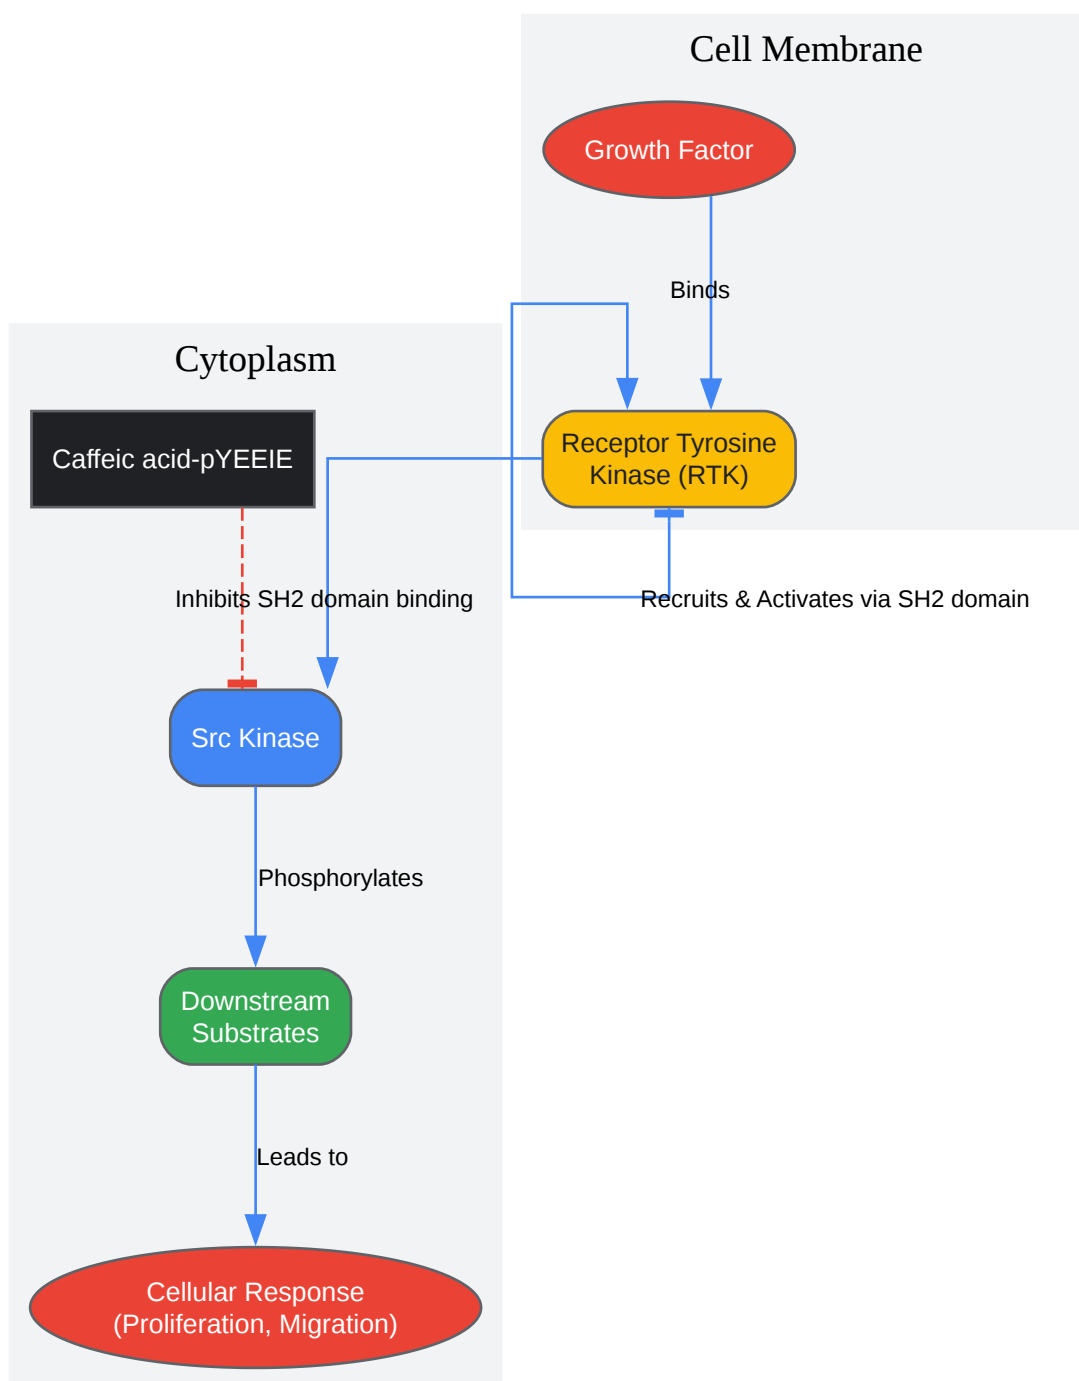 Cell Membrane
Growth Factor
Binds
Cytoplasm
Caffeic acid-pYEEIE
Receptor Tyrosine
Kinase (RTK)
Inhibits SH2 domain binding
Recruits & Activates via SH2 domain
Src Kinase
Phosphorylates
Downstream
Substrates
Leads to
Cellular Response
(Proliferation, Migration)